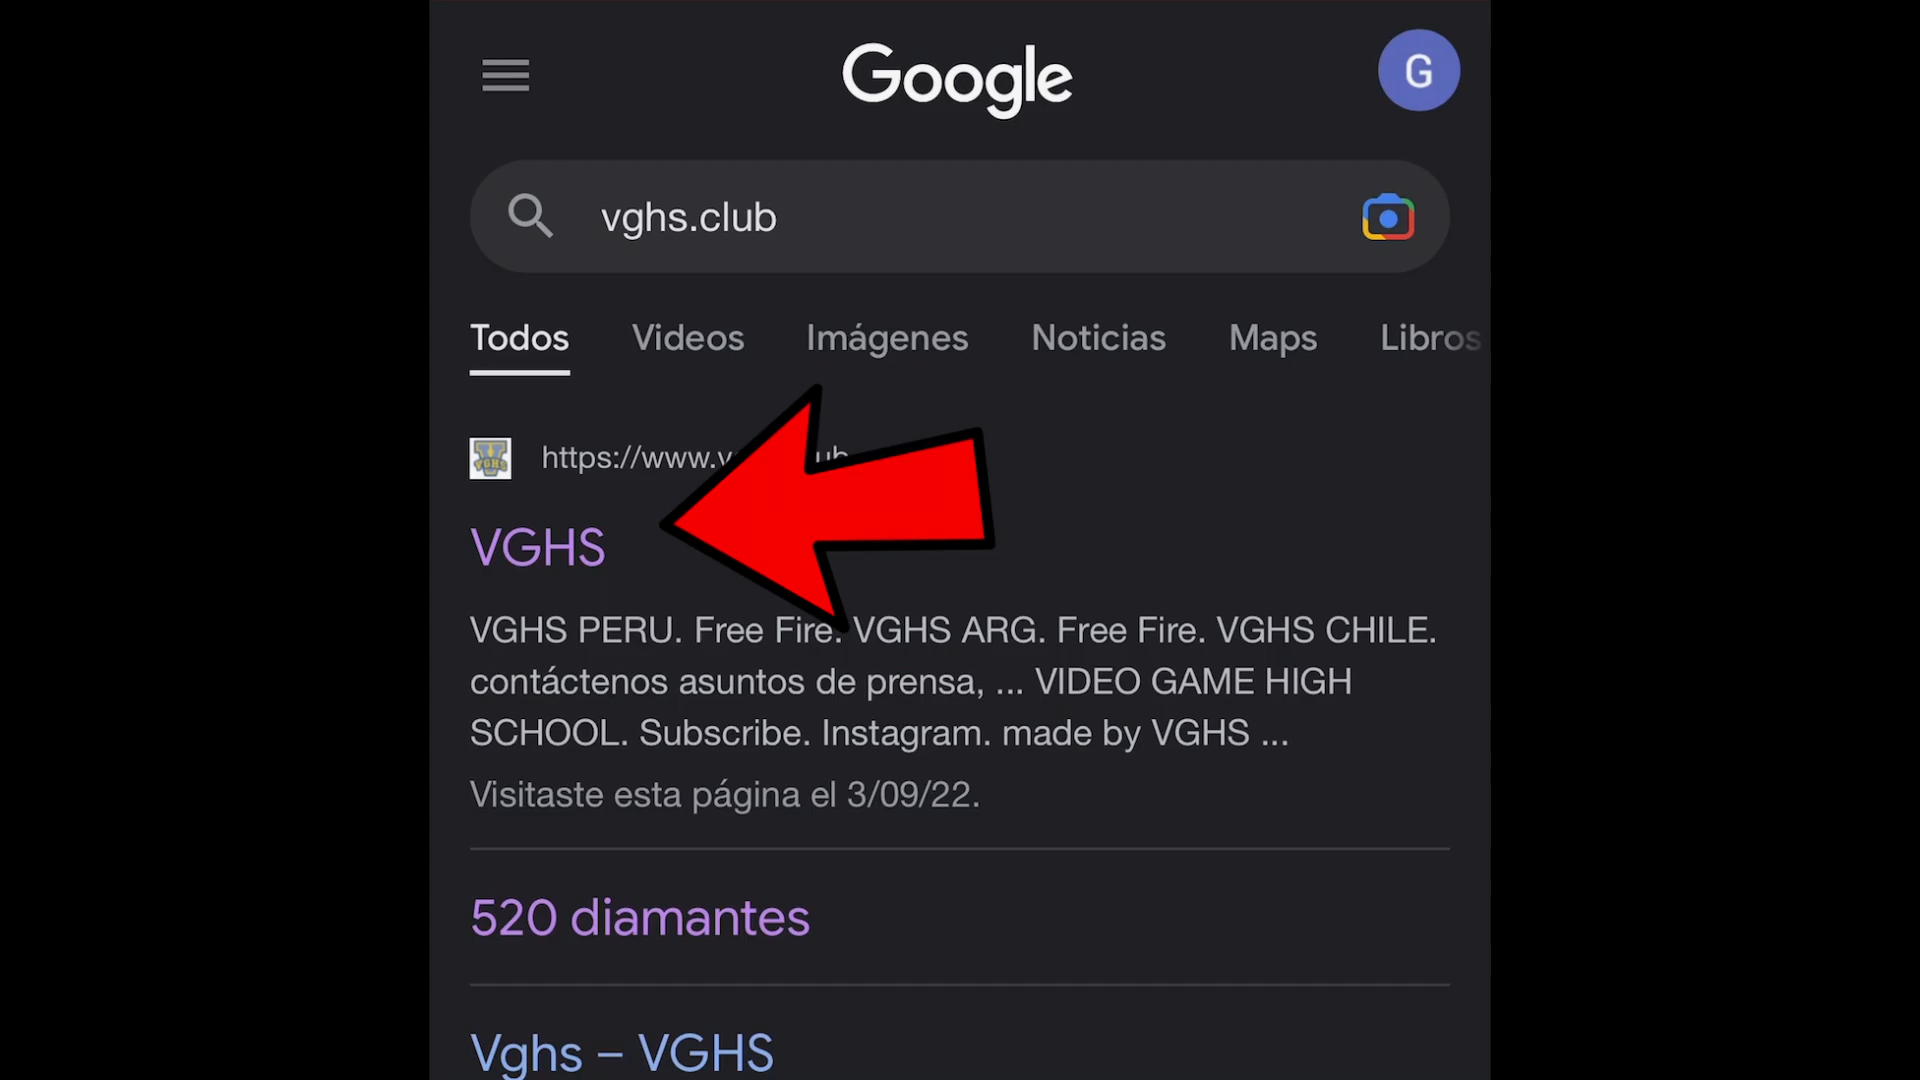 Google
G
vghs.club
Todos Videos Imágenes Noticias Maps Libros
VGHS
https://www.v ub
VGHS
VGHS PERU. Free Fire. VGHS ARG. Free Fire. VGHS CHILE.
contáctenos asuntos de prensa, ... VIDEO GAME HIGH
SCHOOL. Subscribe. Instagram. made by VGHS ...
Visitaste esta página el 3/09/22.
520 diamantes
Vghs – VGHS